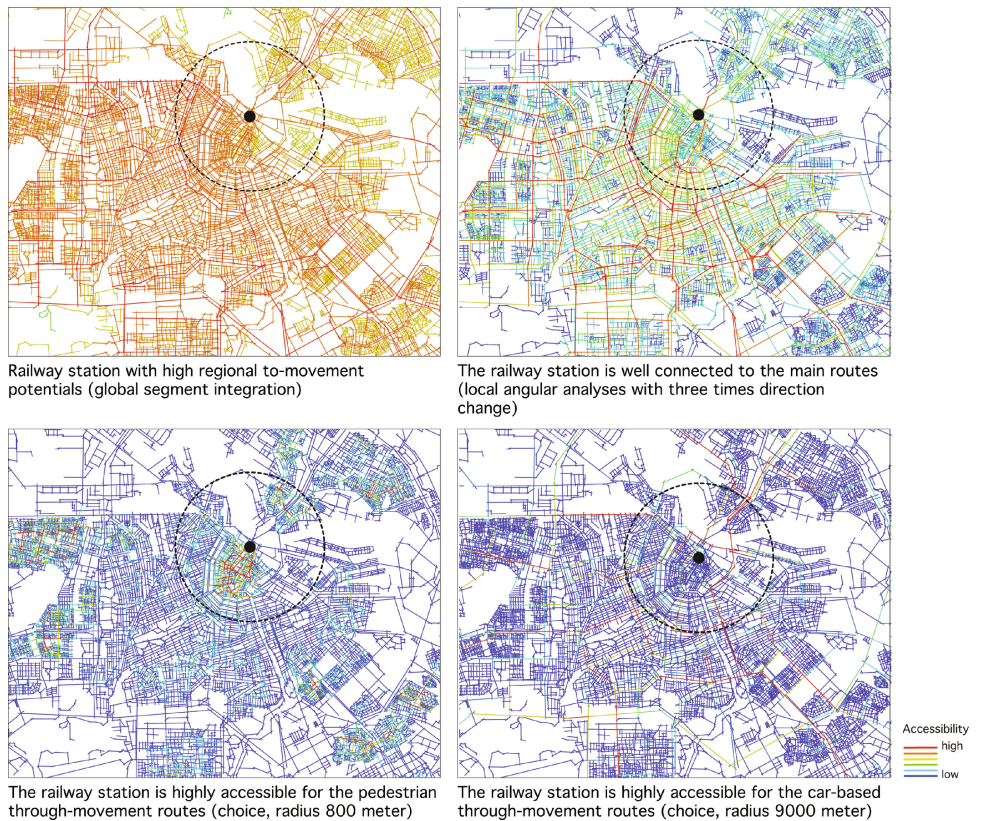 Railway station with high regional to-movement
potentials (global segment integration)
The railway station is well connected to the main routes
(local angular analyses with three times direction
change)
The railway station is highly accessible for the pedestrian
through-movement routes (choice, radius 800 meter)
The railway station is highly accessible for the car-based
through-movement routes (choice, radius 9000 meter)
Accessibility
high
low